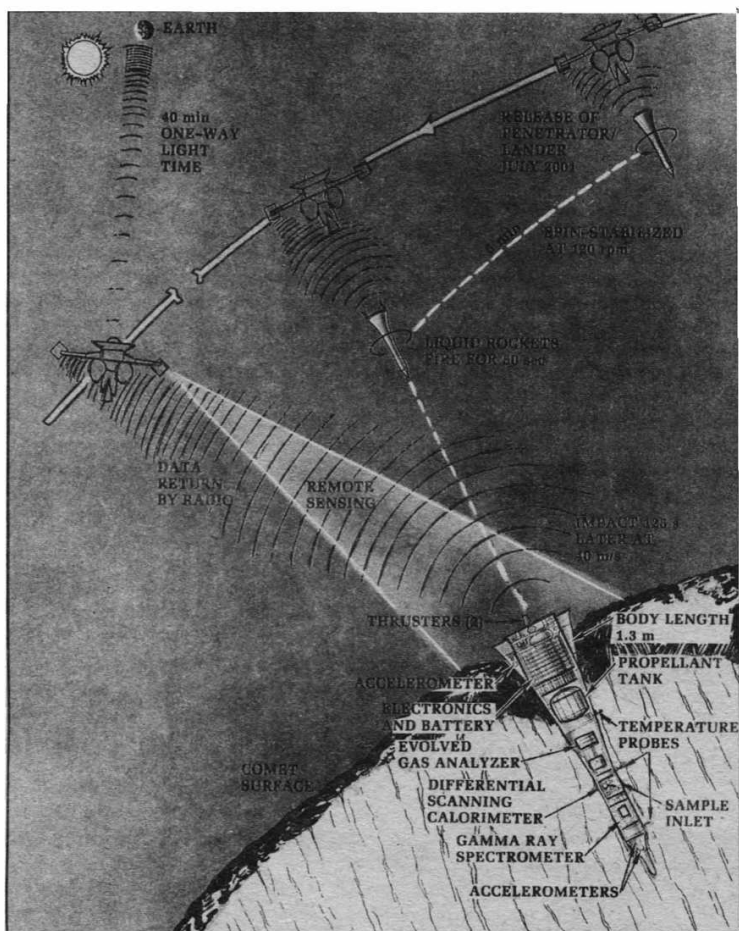 EARTH
40 min
ONE-WAY
LIGHT
TIME
RELEASE OF
PENETRATOR/
LANDER
JULY 2001
min
SPIN-STABILIZED
AT 120 rpm
LIQUID ROCKETS
FIRE FOR sec
DATA
RETURN
BY RADIO
REMOTE
SENSING
IMPACT
LATER AT
40 m/s
THRUSTERS (2)
BODY LENGTH
1.3 m
PROPELLANT
TANK
ACCELEROMETER
ELECTRONICS
AND BATTERY
EVOLVED
GAS ANALYZER
TEMPERATURE
PROBES
COMET
SURFACE
DIFFERENTIAL
SCANNING
CALORIMETER
SAMPLE
INLET
GAMMA RAY
SPECTROMETER
ACCELEROMETERS